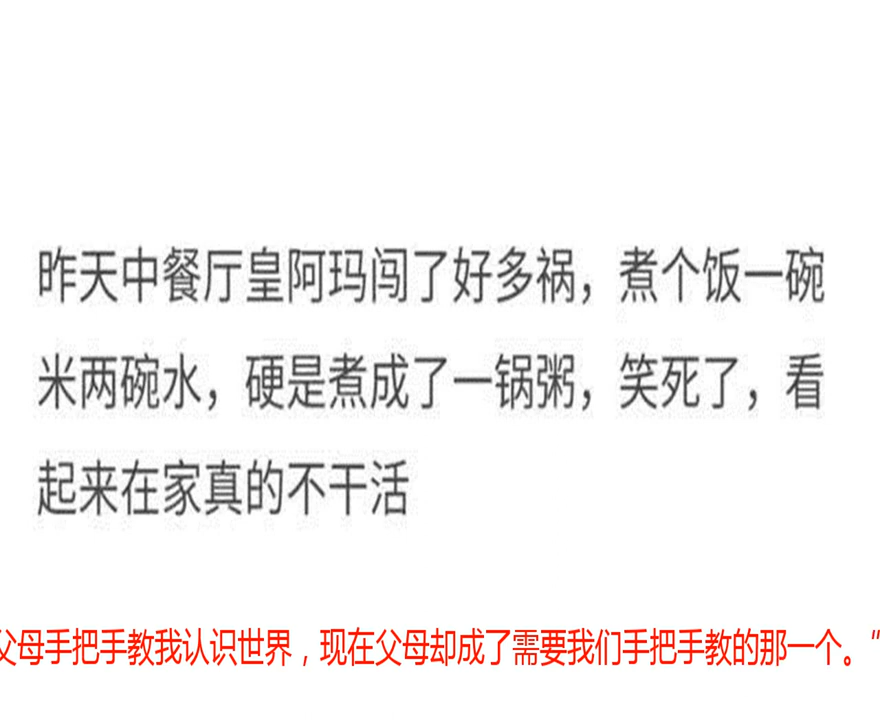 昨天中餐厅皇阿玛闯了好多祸，煮个饭一碗
米两碗水，硬是煮成了一锅粥，笑死了，看
起来在家真的不干活
父母手把手教我认识世界，现在父母却成了需要我们手把手教的那一个。“